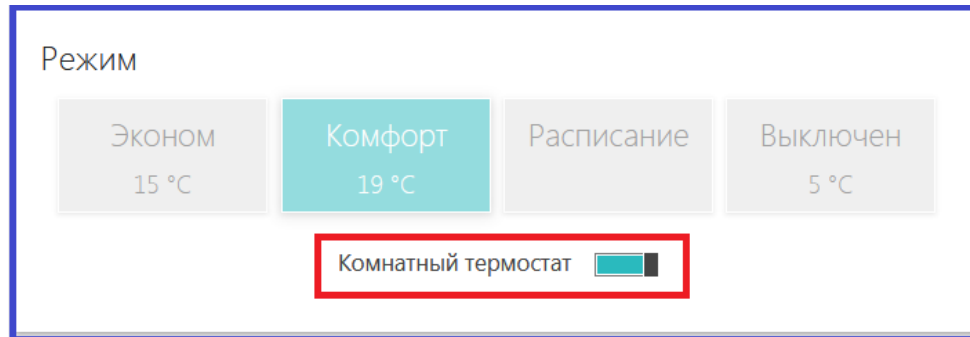 Режим
Эконом
15 °C
Комфорт
19 °C
Расписание
Выключен
5 °C
Комнатный термостат